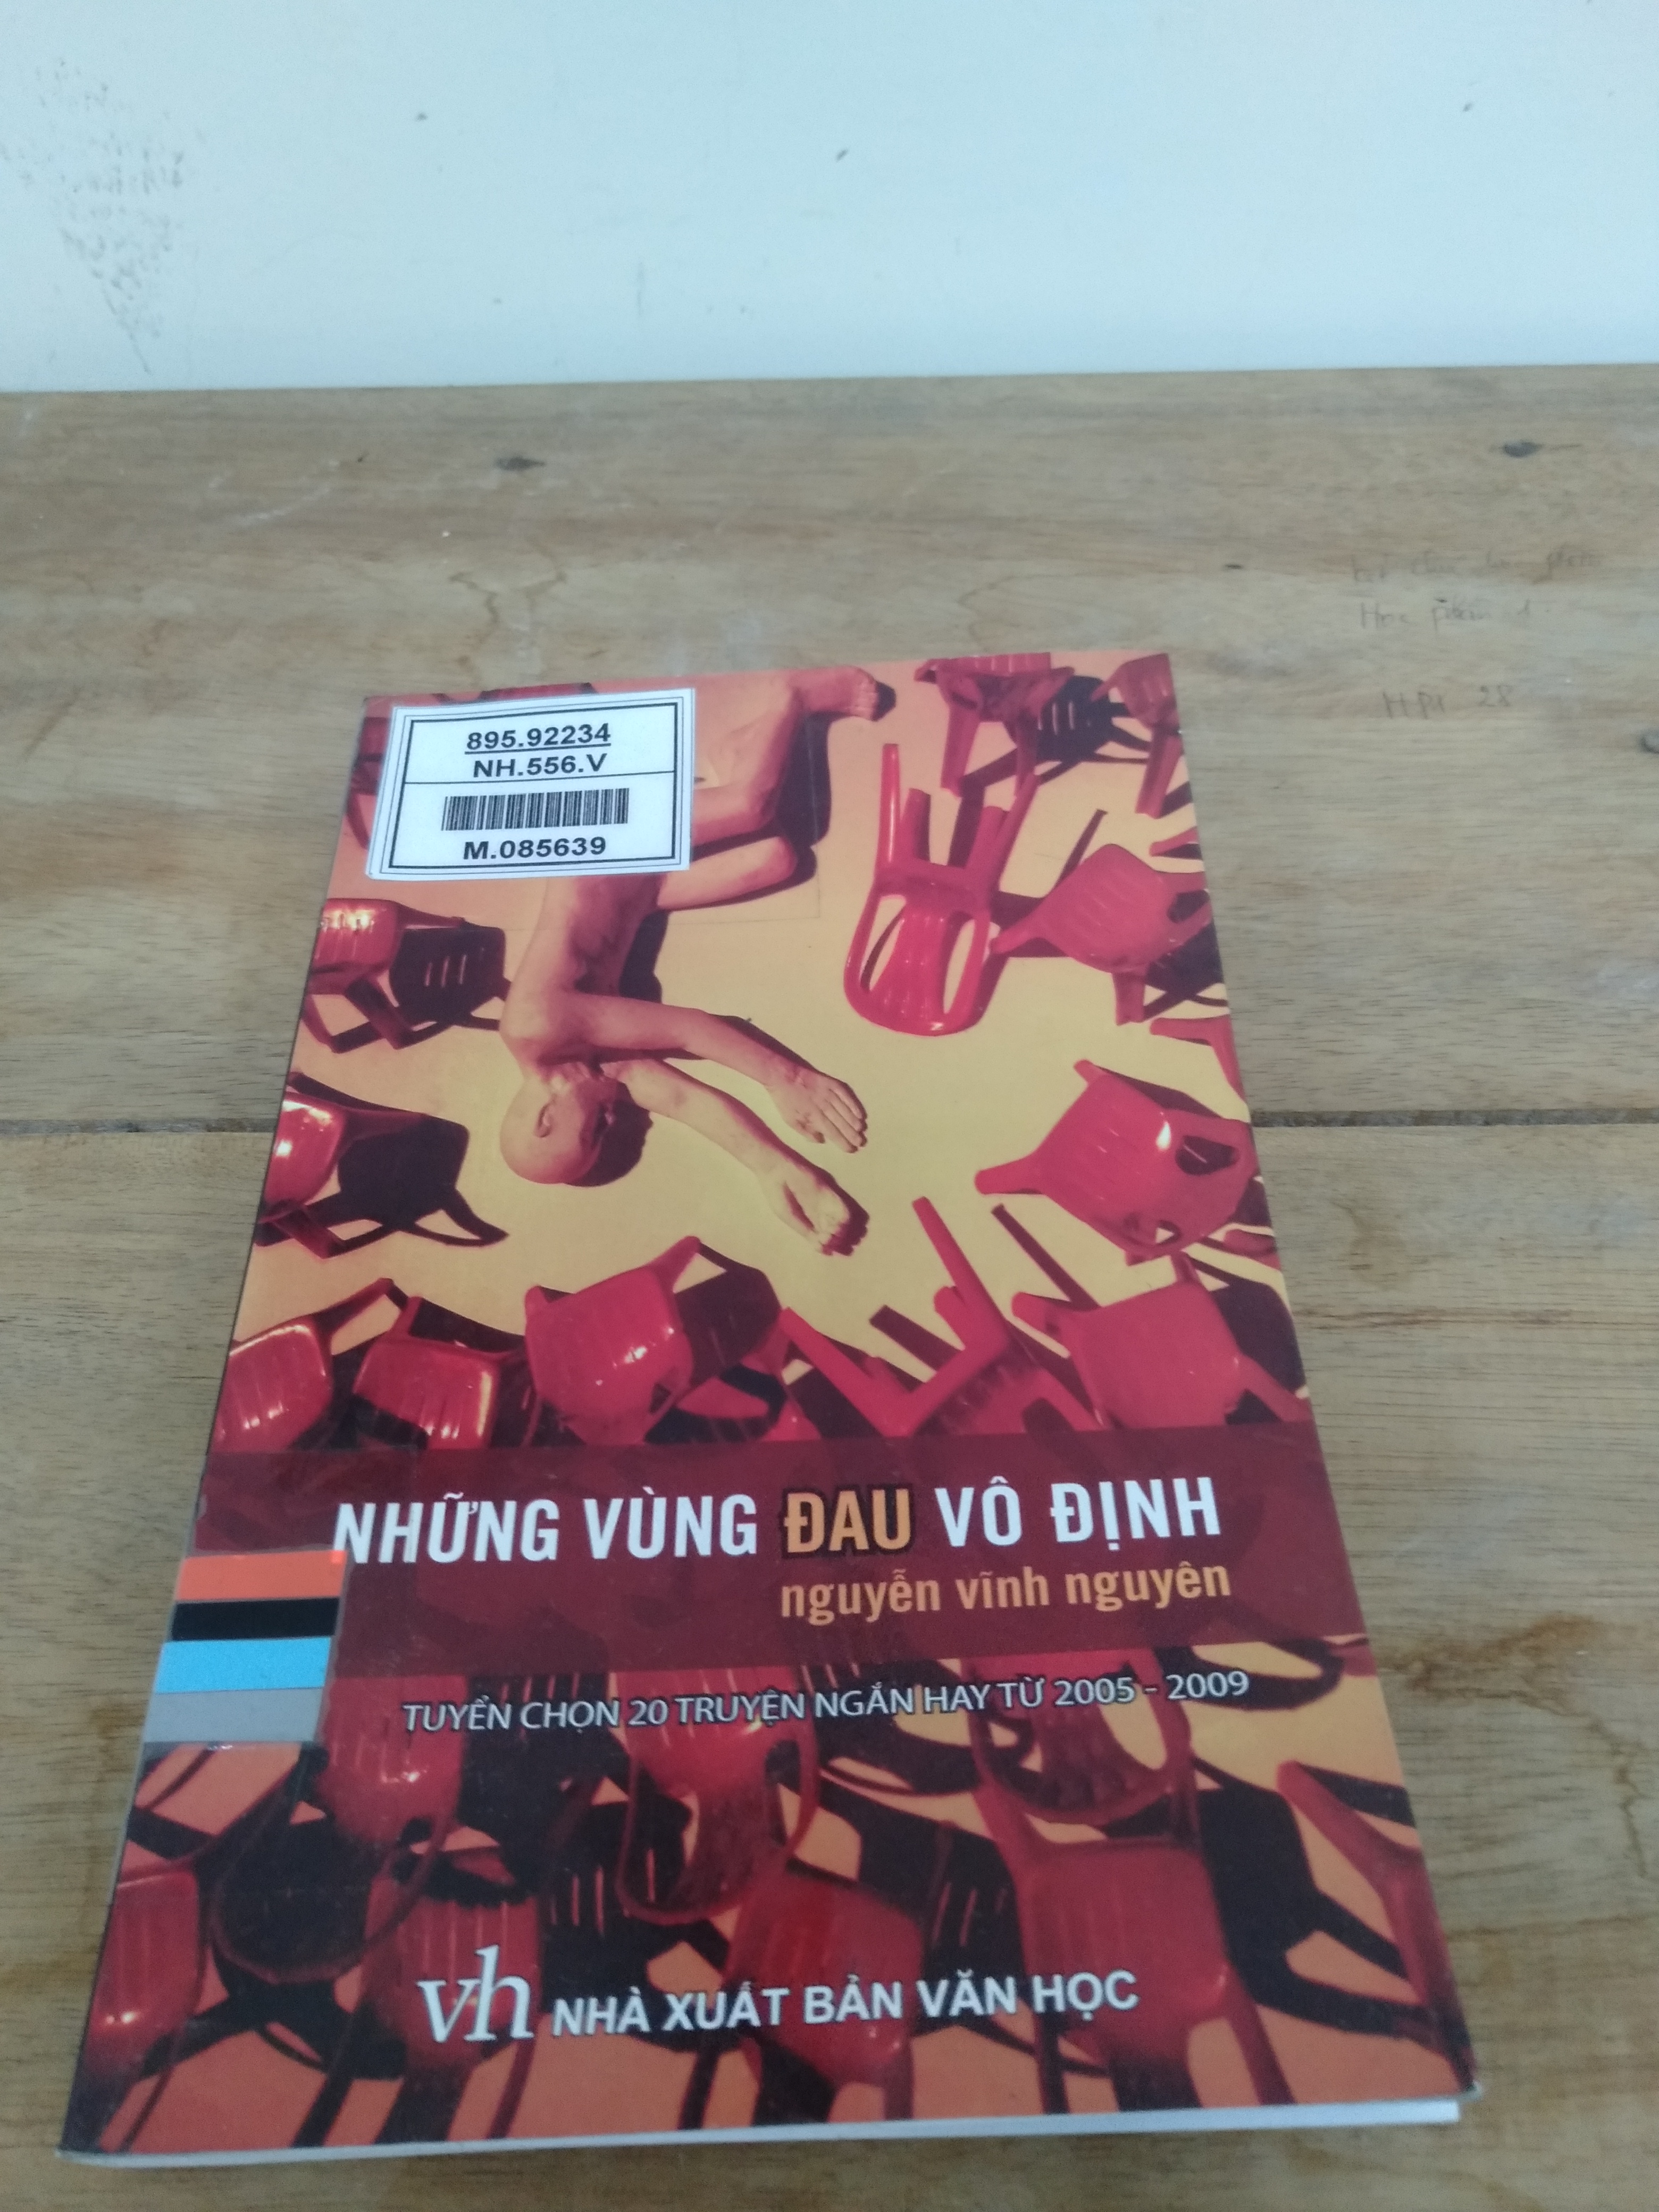 895.92234
NH.556.V
M.085639
NHỮNG VÙNG ĐAU VÔ ĐỊNH
nguyễn vĩnh nguyên
TUYỂN CHỌN 20 TRUYỆN NGẮN HAY TỪ 2005 - 2009
vh NHÀ XUẤT BẢN VĂN HỌC